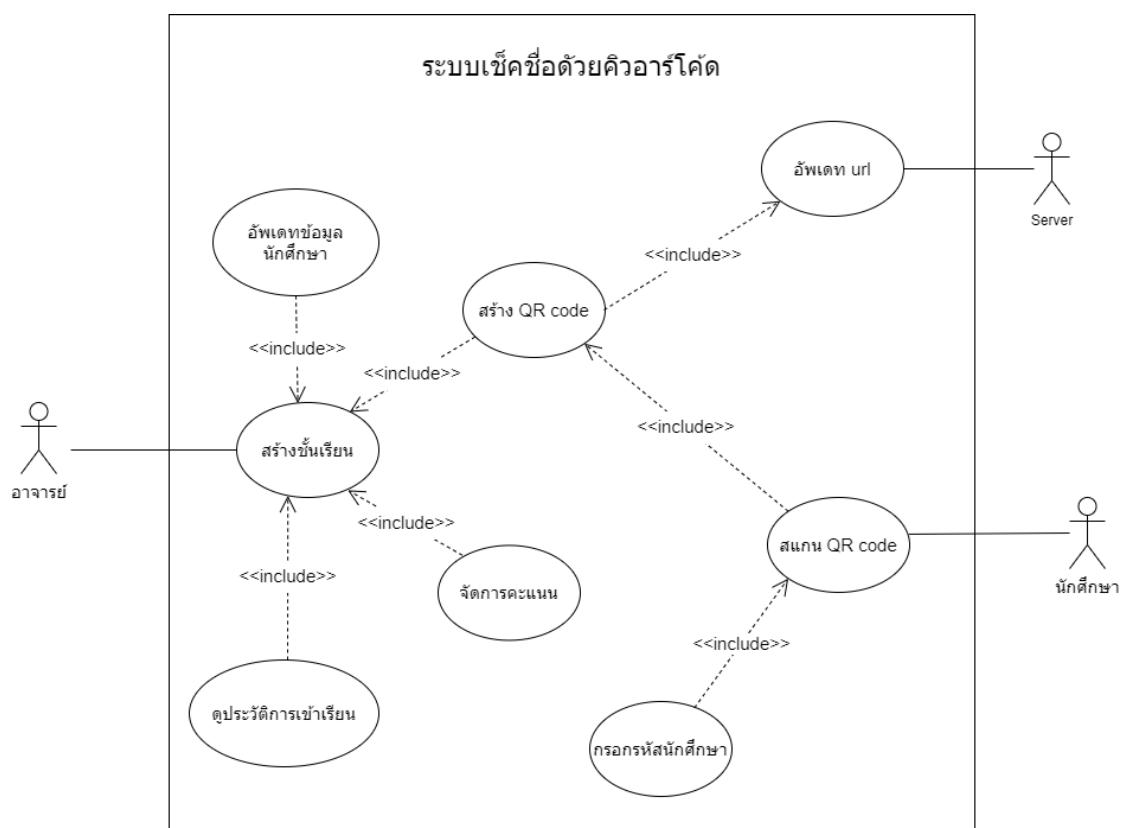 ระบบเช็คชื่อด้วยคิวอาร์โค้ด
อัพเดท url
Server
อัพเดทข้อมูล
นักศึกษา
<<include>>
สร้าง QR code
<<include>>
<<include>>
<<include>>
สร้างชั้นเรียน
อาจารย์
<<include>>
<<include>>
สแกน QR code
นักศึกษา
<<include>>
จัดการคะแนน
<<include>>
ดูประวัติการเข้าเรียน
กรอกรหัสนักศึกษา